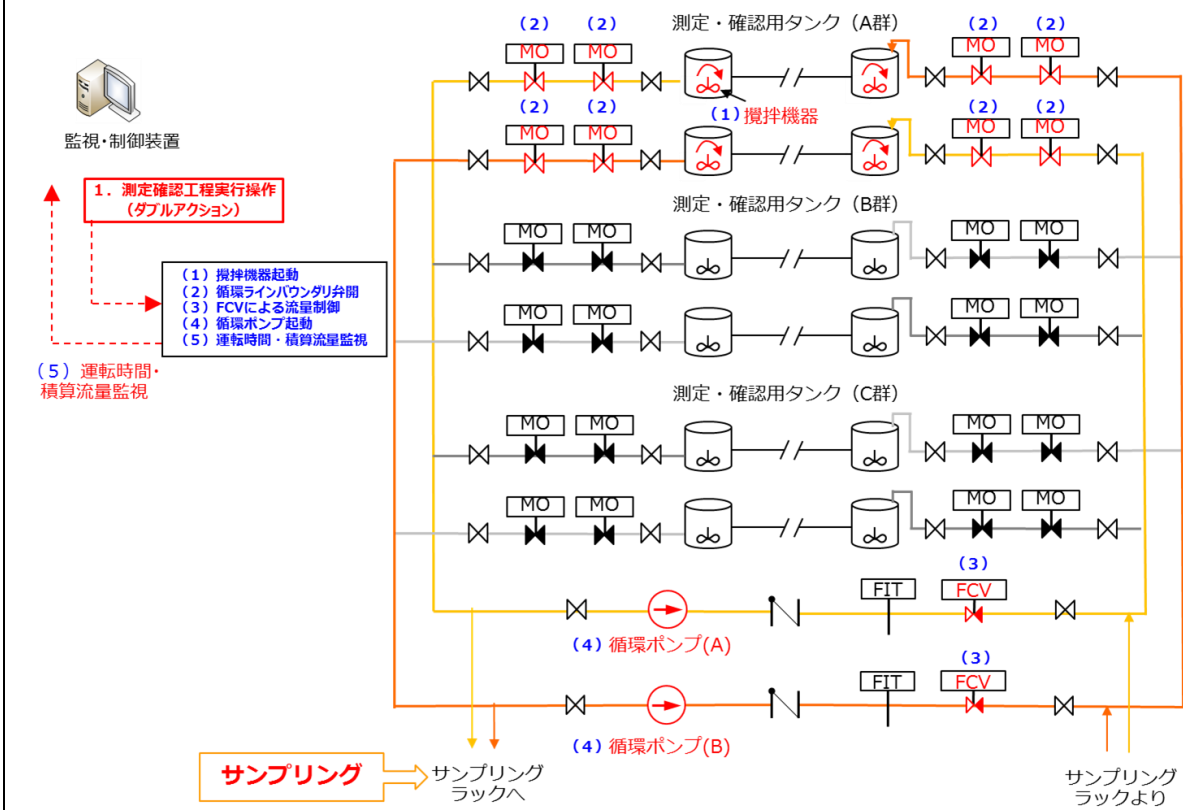 測定・確認用タンク（A群）
（2） （2） （2） （2）
MO MO MO MO
（1）攪拌機器
（2） （2） （2） （2）
MO MO MO MO
監視・制御装置
1．測定確認工程実行操作
（ダブルアクション）
（1）攪拌機器起動
（2）循環ラインバウンダリ弁開
（3）FCVによる流量制御
（4）循環ポンプ起動
（5）運転時間・積算流量監視
（5）運転時間・
積算流量監視
測定・確認用タンク（B群）
MO MO MO MO
MO MO MO MO
測定・確認用タンク（C群）
MO MO MO MO
MO MO MO MO
（3）
FIT FCV
（4）循環ポンプ(A)
（3）
FIT FCV
（4）循環ポンプ(B)
サンプリング
サンプリング
ラックへ
サンプリング
ラックより